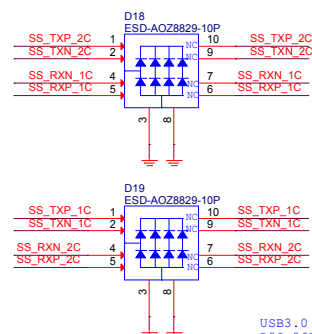 D18
ESD-AOZ8829-10P
SS_TXP_2C 1 NC 10 SS_TXP_2C
SS_TXN_2C 2 NC 9 SS_TXN_2C
SS_RXN_1C 4 NC 7 SS_RXN_1C
SS_RXP_1C 5 NC 6 SS_RXP_1C
3 8
D19
ESD-AOZ8829-10P
SS_TXP_1C 1 NC 10 SS_TXP_1C
SS_TXN_1C 2 NC 9 SS_TXN_1C
SS_RXN_2C 4 NC 7 SS_RXN_2C
SS_RXP_2C 5 NC 6 SS_RXP_2C
3 8
USB3.0